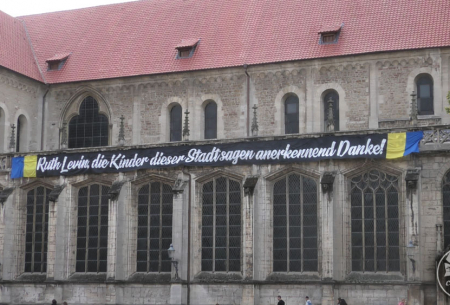 Ruth Levin, die Kinder dieser Stadt sagen anerkennend Danke!